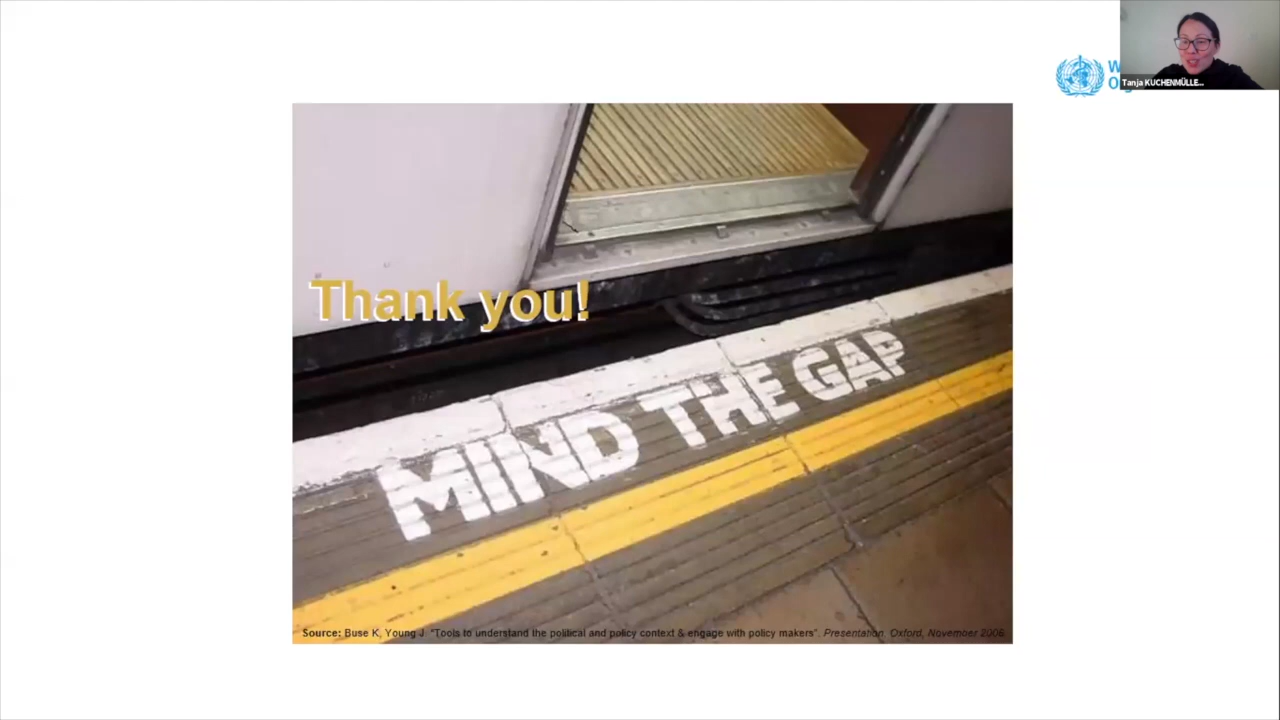 Tanja KUCHENMÜLLE...
Thank you!
MIND THE GAP
Source: Buse K, Young J. "Tools to understand the political and policy context & engage with policy makers". Presentation, Oxford, November 2006.